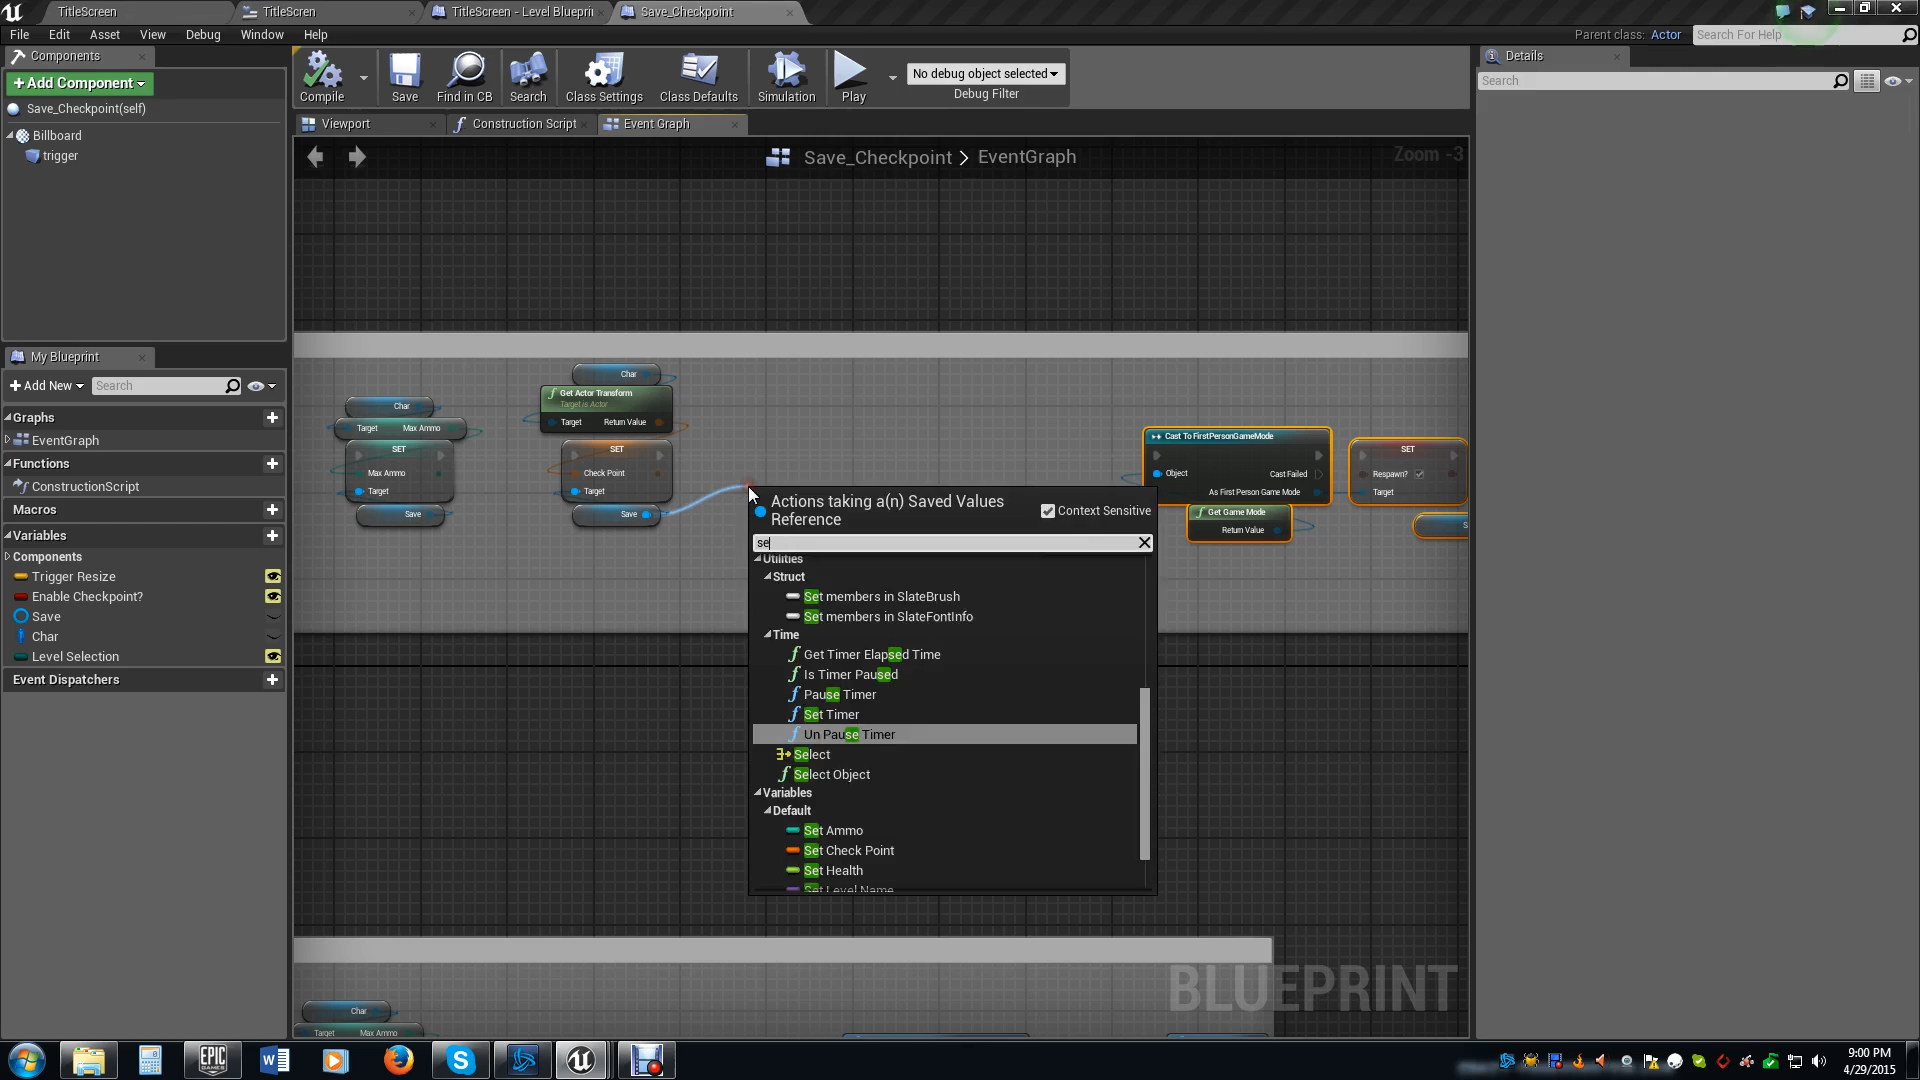 TitleScreen
TitleScren
TitleScreen - Level Blueprin
Save_Checkpoint
File Edit Asset View Debug Window Help
Parent class: Actor
Search For Help
Components
+Add Component
Save_Checkpoint(self)
Billboard
trigger
Compile
Save
Find in CB
Search
Class Settings
Class Defaults
Simulation
Play
No debug object selected
Debug Filter
Details
Search
Viewport
Construction Script
Event Graph
Save_Checkpoint > EventGraph
Zoom -3
My Blueprint
+Add New
Search
Graphs
EventGraph
Functions
ConstructionScript
Macros
Variables
Components
Trigger Resize
Enable Checkpoint?
Save
Char
Level Selection
Event Dispatchers
Char
Target Max Ammo
SET
Max Ammo
Target
Save
Char
Get Actor Transform
Target is Actor
Target Return Value
SET
Check Point
Target
Save
Cast To FirstPersonGameMode
Object
Cast Failed
As First Person Game Mode
Get Game Mode
Return Value
SET
Respawn?
Target
S
Actions taking a(n) Saved Values
Reference
Context Sensitive
se
Utilities
Struct
Set members in SlateBrush
Set members in SlateFontInfo
Time
Get Timer Elapsed Time
Is Timer Paused
Pause Timer
Set Timer
Un Pause Timer
Select
Select Object
Variables
Default
Set Ammo
Set Check Point
Set Health
Set Level Name
Char
Target Max Ammo
BLUEPRINT
EPIC
GAMES
9:00 PM
4/29/2015